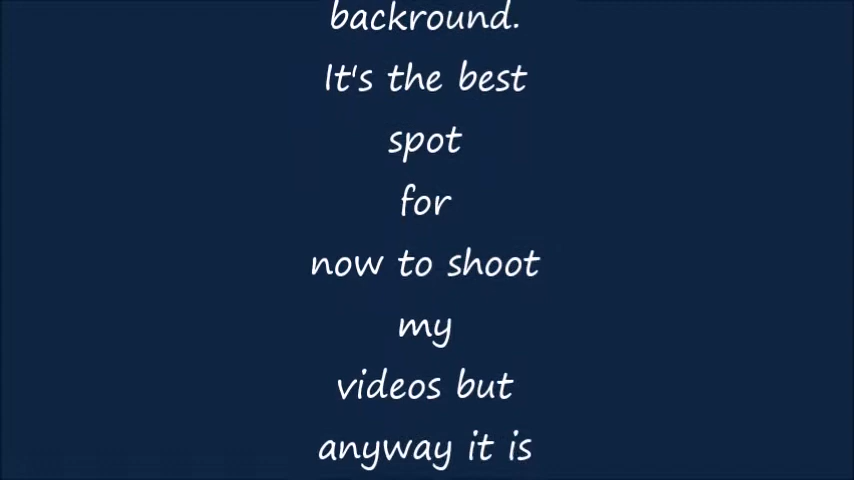 backround.
It's the best
spot
for
now to shoot
my
videos but
anyway it is